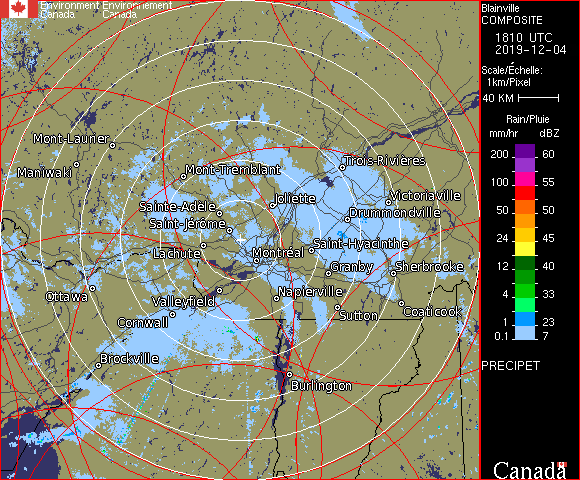 Environment Environnement
Canada Canada
Blainville
COMPOSITE
1810 UTC
2019-12-04
Scale/Échelle:
1km/Pixel
40 KM
Rain/Pluie
mm/hr dBZ
200 60
100 55
50 50
24 45
12 40
4 33
1 23
0.1 7
PRECIPET
Canada
Mont-Laurier
Trois-Rivieres
Maniwaki
Mont-Tremblant
Joliette
Victoriaville
Sainte-Adele
Drummondville
Saint-Jérôme
Lachute
Montréal
Saint-Hyacinthe
Granby
Sherbrooke
Ottawa
Valleyfield
Napierville
Cornwall
Sutton
Coaticook
Brockville
Burlington